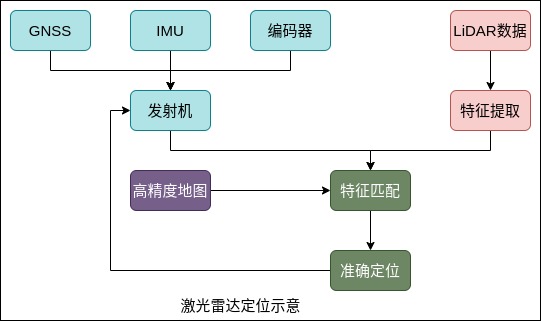 GNSS
IMU
编码器
LiDAR数据
发射机
特征提取
高精度地图
特征匹配
准确定位
激光雷达定位示意